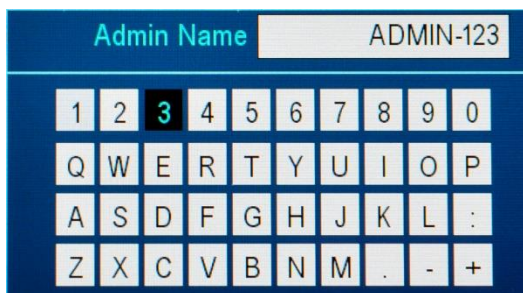 Admin Name ADMIN-123
1 2 3 4 5 6 7 8 9 0
Q W E R T Y U I O P
A S D F G H J K L :
Z X C V B N M . - +